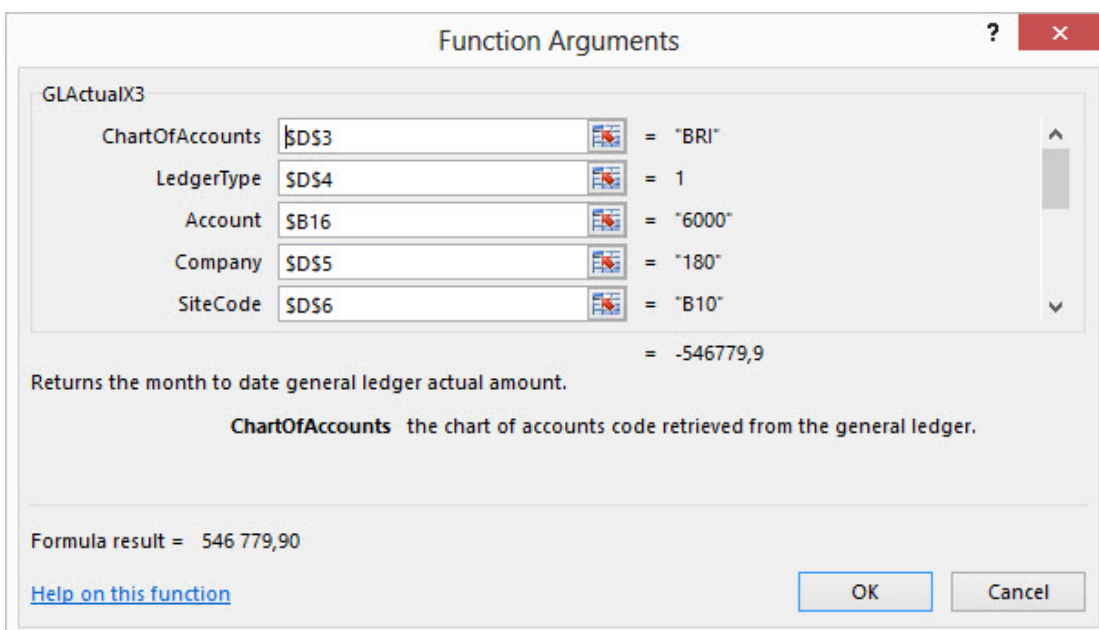 Function Arguments ? ×
GLActualX3
ChartOfAccounts $D$3 = "BRI"
LedgerType $D$4 = 1
Account $B16 = "6000"
Company $D$5 = "180"
SiteCode $D$6 = "B10"
= -546779,9
Returns the month to date general ledger actual amount.
ChartOfAccounts the chart of accounts code retrieved from the general ledger.
Formula result = 546 779,90
Help on this function OK Cancel